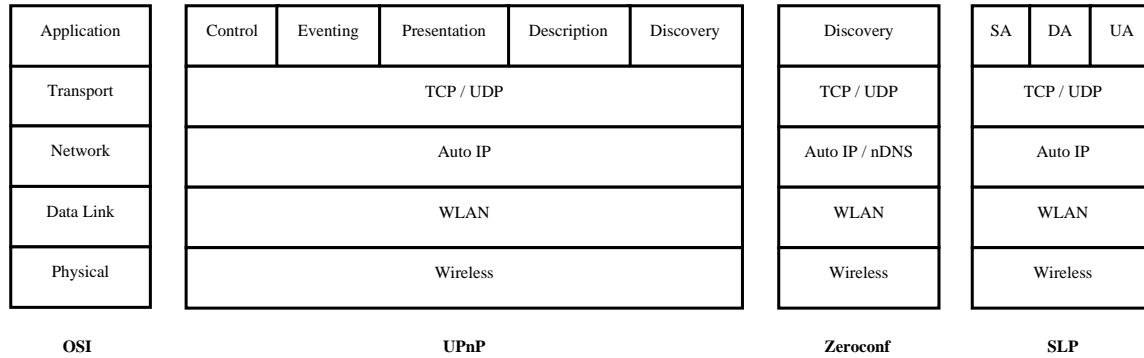 Application Control Eventing Presentation Description Discovery Discovery SA DA UA
Transport TCP / UDP TCP / UDP TCP / UDP
Network Auto IP Auto IP / nDNS Auto IP
Data Link WLAN WLAN WLAN
Physical Wireless Wireless Wireless
OSI UPnP Zeroconf SLP